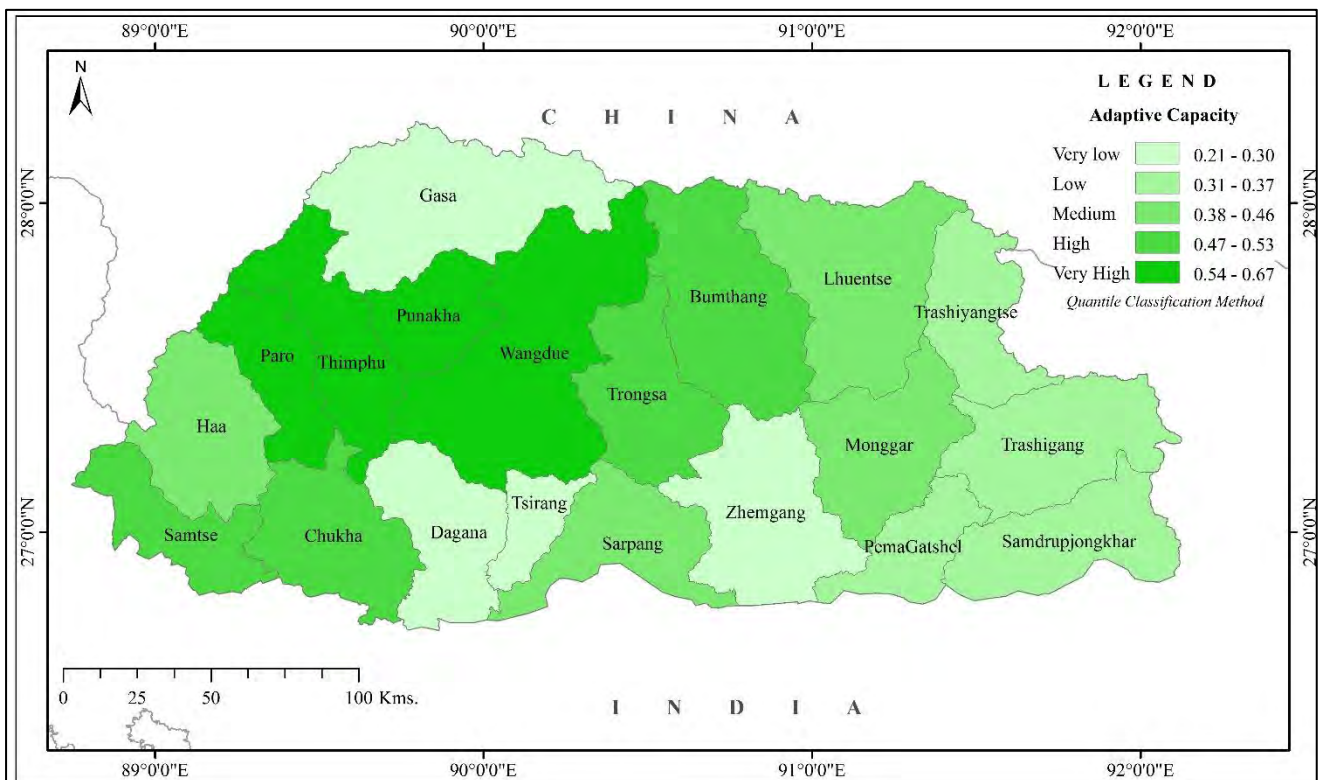 89°0'0"E 90°0'0"E 91°0'0"E 92°0'0"E
N
LEGEND
Adaptive Capacity
Very low 0.21 - 0.30
Low 0.31 - 0.37
Medium 0.38 - 0.46
High 0.47 - 0.53
Very High 0.54 - 0.67
Quantile Classification Method
CHINA
28°0'0"N 28°0'0"N
Gasa
Lhuentse
Bumthang
Trashiyangtse
Punakha
Paro Thimphu Wangdue
Trongsa
Haa
Monggar Trashigang
Tsirang
Zhemgang
27°0'0"N 27°0'0"N
Samtse Chukha Dagana
Sarpang PemaGatshel Samdrupjongkhar
0 25 50 100 Kms.
INDIA
89°0'0"E 90°0'0"E 91°0'0"E 92°0'0"E